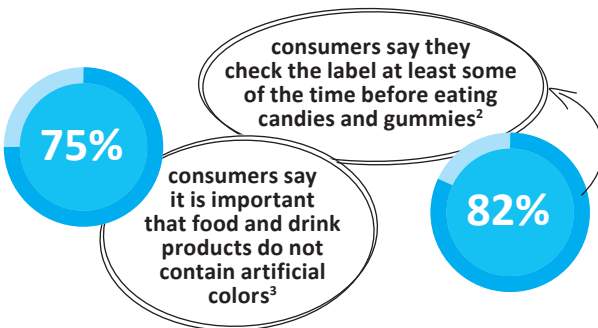 consumers say they
check the label at least some
of the time before eating
candies and gummies²
75%
consumers say
it is important
that food and drink
products do not
contain artificial
colors³
82%